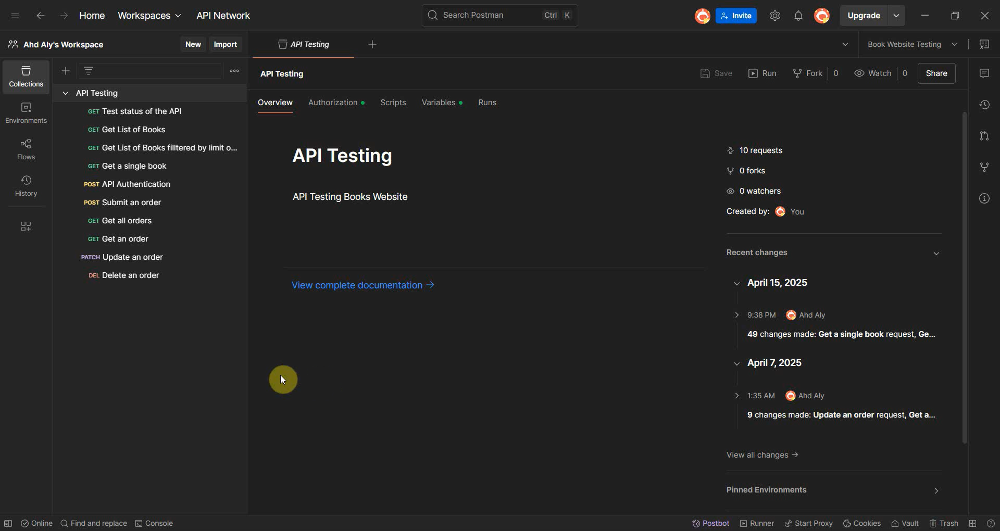 Home Workspaces API Network
Search Postman Ctrl K
Invite
Upgrade
Ahd Aly's Workspace
New
Import
API Testing
Book Website Testing
Collections
Environments
Flows
History
API Testing
GET Test status of the API
GET Get List of Books
GET Get List of Books filltered by limit o...
GET Get a single book
POST API Authentication
POST Submit an order
GET Get all orders
GET Get an order
PATCH Update an order
DEL Delete an order
API Testing
Save
Run
Fork 0
Watch 0
Share
Overview
Authorization
Scripts
Variables
Runs
API Testing
API Testing Books Website
View complete documentation →
10 requests
0 forks
0 watchers
Created by: You
Recent changes
April 15, 2025
9:38 PM Ahd Aly
49 changes made: Get a single book request, Ge...
April 7, 2025
1:35 AM Ahd Aly
9 changes made: Update an order request, Get a...
View all changes →
Pinned Environments
Online
Find and replace
Console
Postbot
Runner
Start Proxy
Cookies
Vault
Trash